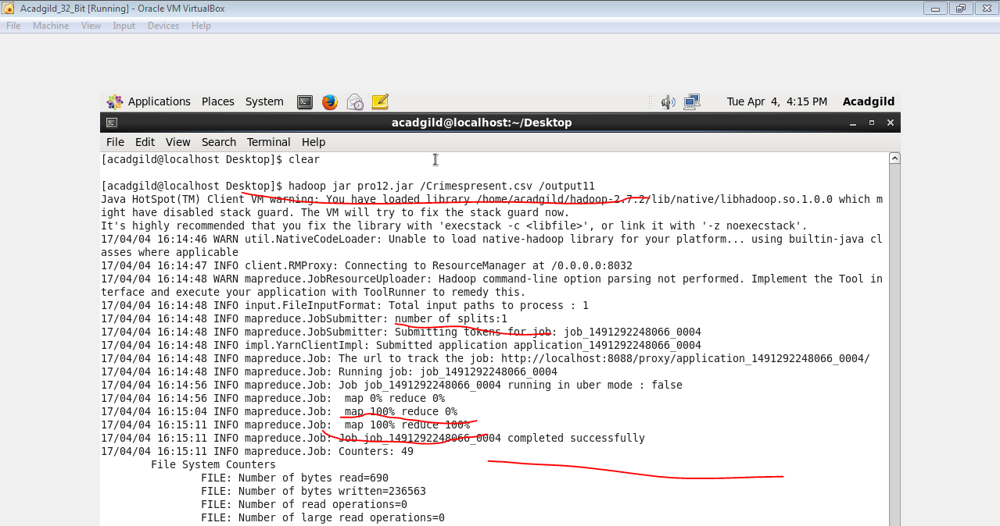 Acadgild_32_Bit [Running] - Oracle VM VirtualBox
File Machine View Input Devices Help
Applications Places System Tue Apr 4, 4:15 PM Acadgild
acadgild@localhost:~/Desktop
File Edit View Search Terminal Help
[acadgild@localhost Desktop]$ clear
[acadgild@localhost Desktop]$ hadoop jar pro12.jar /Crimespresent.csv /output11
Java HotSpot(TM) Client VM warning: You have loaded library /home/acadgild/hadoop-2.7.2/lib/native/libhadoop.so.1.0.0 which m
ight have disabled stack guard. The VM will try to fix the stack guard now.
It's highly recommended that you fix the library with 'execstack -c <libfile>', or link it with '-z noexecstack'.
17/04/04 16:14:46 WARN util.NativeCodeLoader: Unable to load native-hadoop library for your platform... using builtin-java cl
asses where applicable
17/04/04 16:14:47 INFO client.RMProxy: Connecting to ResourceManager at /0.0.0.0:8032
17/04/04 16:14:48 WARN mapreduce.JobResourceUploader: Hadoop command-line option parsing not performed. Implement the Tool in
terface and execute your application with ToolRunner to remedy this.
17/04/04 16:14:48 INFO input.FileInputFormat: Total input paths to process : 1
17/04/04 16:14:48 INFO mapreduce.JobSubmitter: number of splits:1
17/04/04 16:14:48 INFO mapreduce.JobSubmitter: Submitting tokens for job: job_1491292248066_0004
17/04/04 16:14:48 INFO impl.YarnClientImpl: Submitted application application_1491292248066_0004
17/04/04 16:14:48 INFO mapreduce.Job: The url to track the job: http://localhost:8088/proxy/application_1491292248066_0004/
17/04/04 16:14:48 INFO mapreduce.Job: Running job: job_1491292248066_0004
17/04/04 16:14:56 INFO mapreduce.Job: Job job_1491292248066_0004 running in uber mode : false
17/04/04 16:14:56 INFO mapreduce.Job:  map 0% reduce 0%
17/04/04 16:15:04 INFO mapreduce.Job:  map 100% reduce 0%
17/04/04 16:15:11 INFO mapreduce.Job:  map 100% reduce 100%
17/04/04 16:15:11 INFO mapreduce.Job: Job job_1491292248066_0004 completed successfully
17/04/04 16:15:11 INFO mapreduce.Job: Counters: 49
File System Counters
FILE: Number of bytes read=690
FILE: Number of bytes written=236563
FILE: Number of read operations=0
FILE: Number of large read operations=0